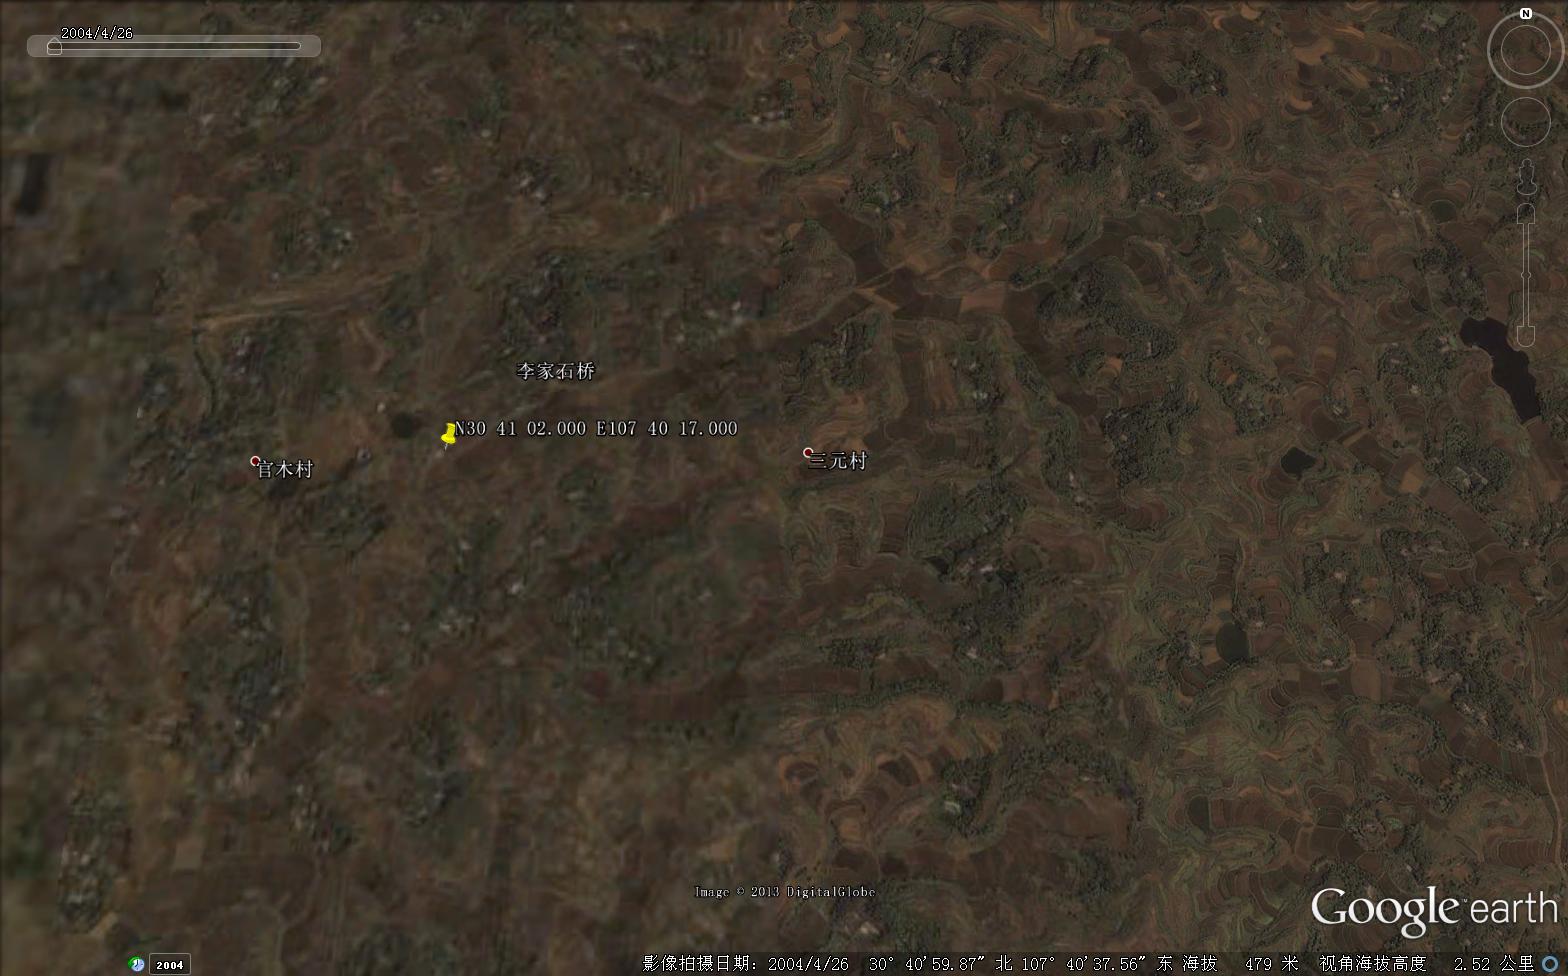 N
2004/4/26
李家石桥
N30 41 02.000 E107 40 17.000
官木村
三元村
Image © 2013 DigitalGlobe
Google earth
2004
影像拍摄日期: 2004/4/26 30° 40'59.87" 北 107° 40'37.56" 东 海拔 479 米 视角海拔高度 2.52 公里